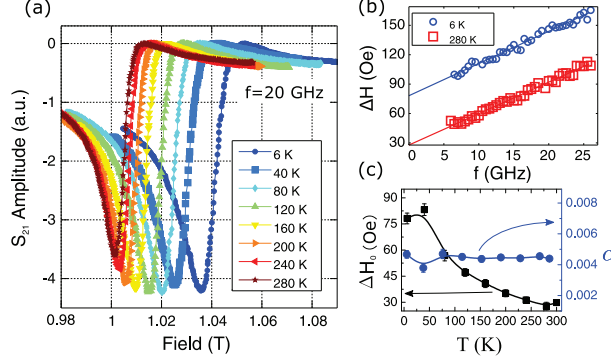 (a)
0
-1
-2
-3
-4
S21 Amplitude (a.u.)
f=20 GHz
6 K
40 K
80 K
120 K
160 K
200 K
240 K
280 K
0.98 1 1.02 1.04 1.06 1.08
Field (T)
(b)
150
120
90
60
30
ΔH (Oe)
6 K
280 K
0 5 10 15 20 25
f (GHz)
(c)
90
75
60
45
30
ΔH0 (Oe)
0.008
0.006
0.004
0.002
0 50 100 150 200 250 300
T (K)